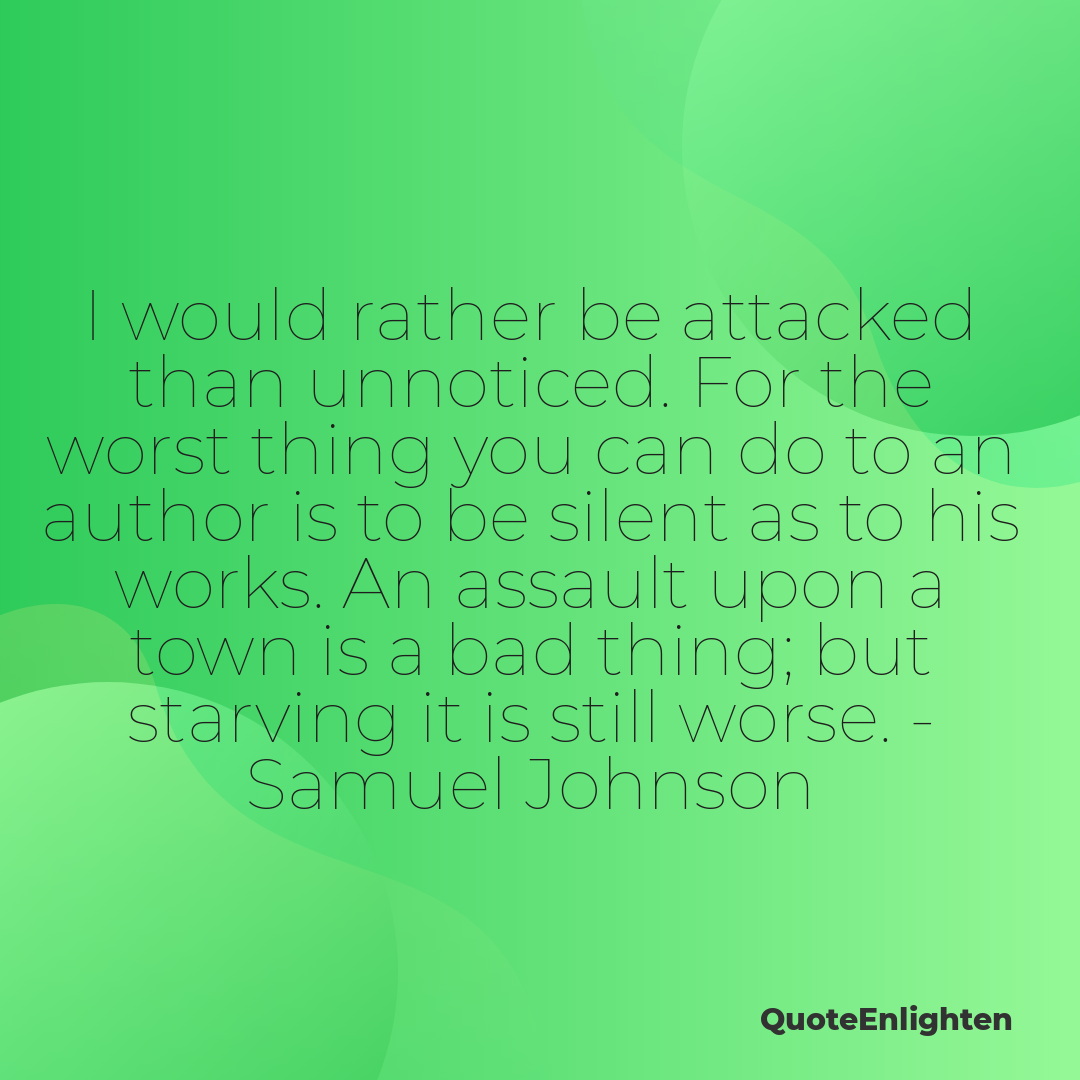 I would rather be attacked
than unnoticed. For the
worst thing you can do to an
author is to be silent as to his
works. An assault upon a
town is a bad thing; but
starving it is still worse. -
Samuel Johnson
QuoteEnlighten